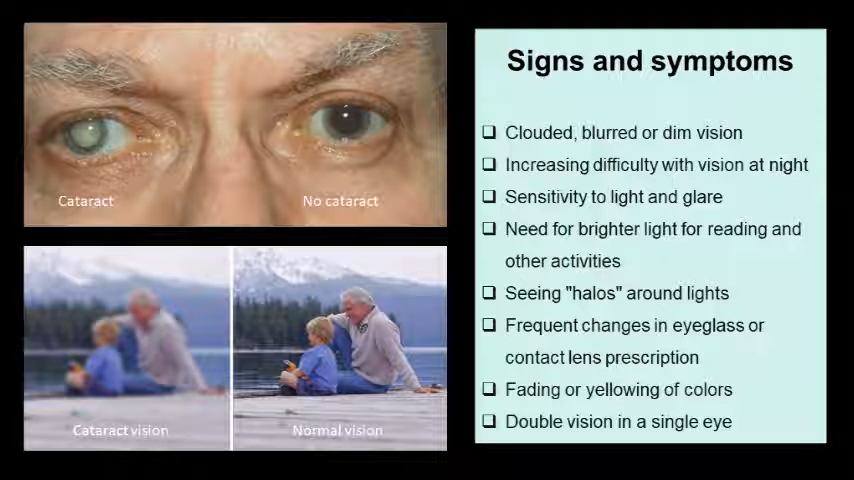 Cataract
No cataract
Cataract vision
Normal vision
Signs and symptoms
❑ Clouded, blurred or dim vision
❑ Increasing difficulty with vision at night
❑ Sensitivity to light and glare
❑ Need for brighter light for reading and
other activities
❑ Seeing "halos" around lights
❑ Frequent changes in eyeglass or
contact lens prescription
❑ Fading or yellowing of colors
❑ Double vision in a single eye